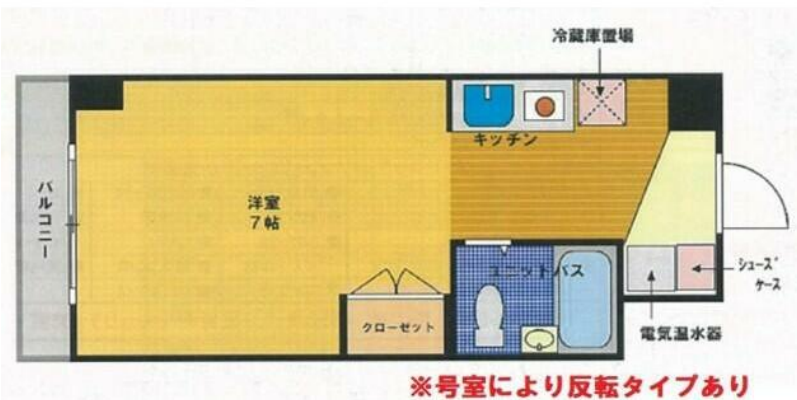 冷蔵庫置場
キッチン
バルコニー
洋室
7帖
ユニットバス
シューズ
ケース
クローゼット
電気温水器
※号室により反転タイプあり